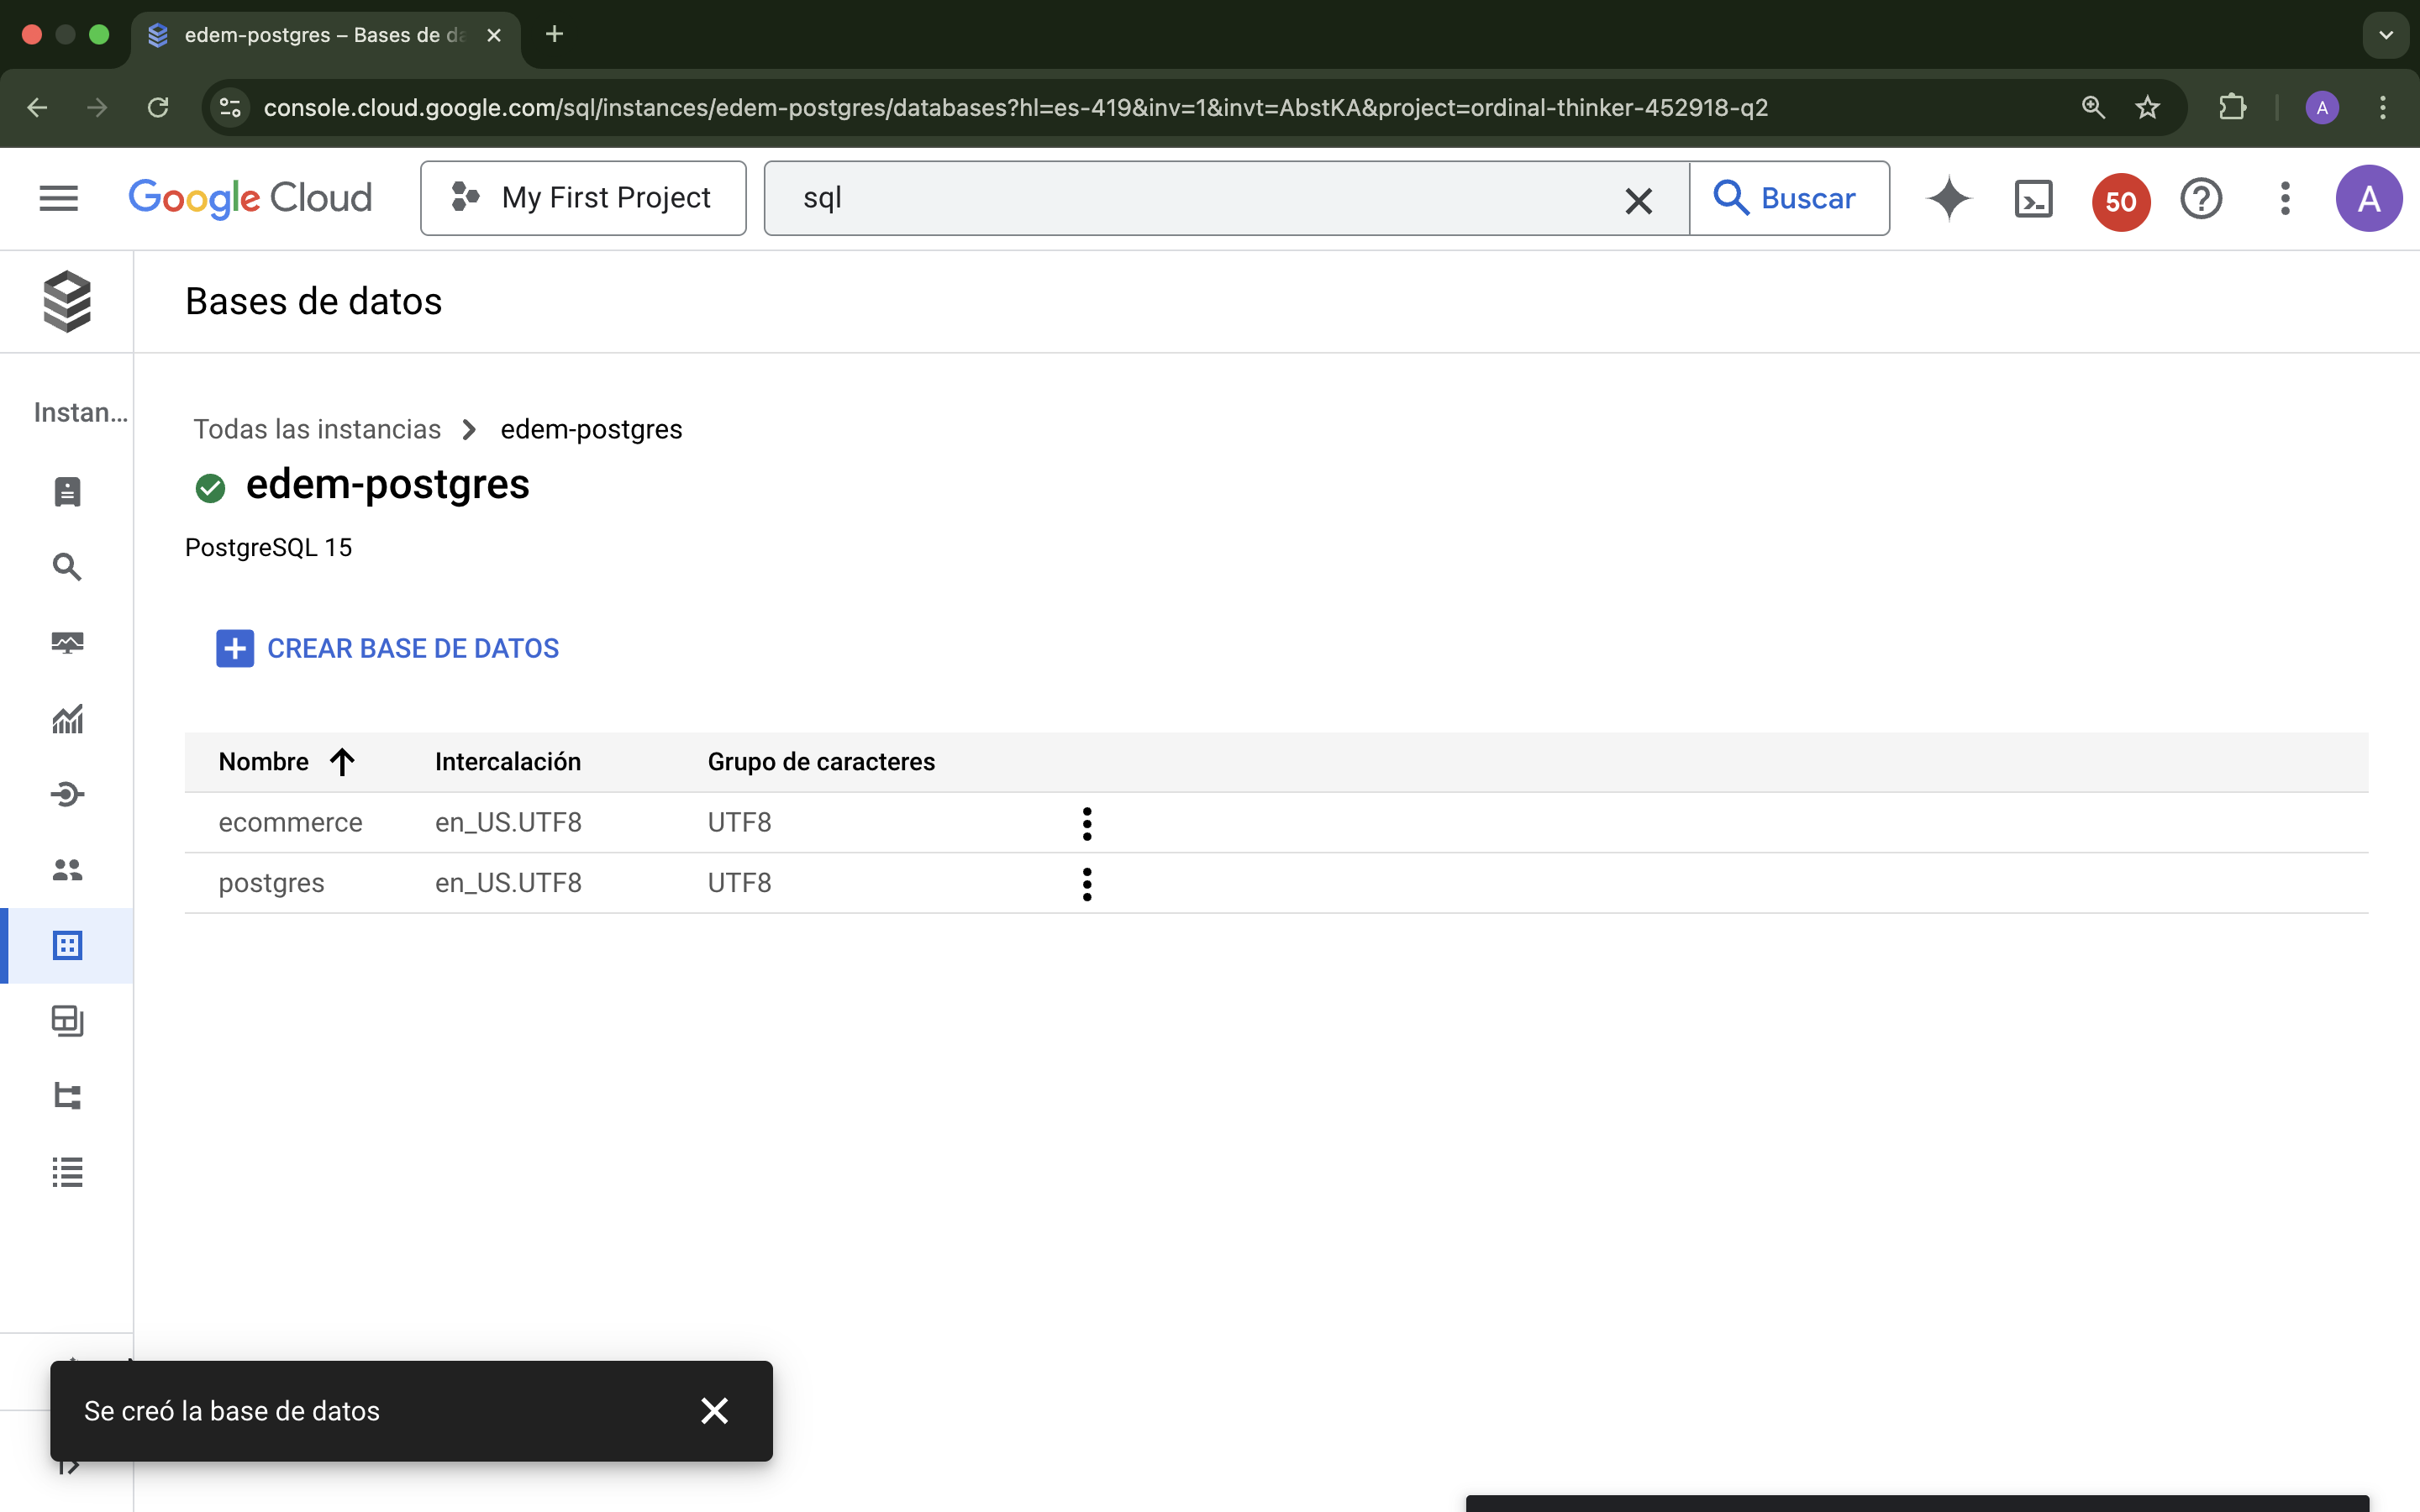 edem-postgres – Bases de da
console.cloud.google.com/sql/instances/edem-postgres/databases?hl=es-419&inv=1&invt=AbstKA&project=ordinal-thinker-452918-q2
A
Google Cloud
My First Project
sql
Buscar
50
A
Bases de datos
Instan...
Todas las instancias
edem-postgres
edem-postgres
PostgreSQL 15
CREAR BASE DE DATOS
Nombre Intercalación Grupo de caracteres
ecommerce en_US.UTF8 UTF8
postgres en_US.UTF8 UTF8
Se creó la base de datos